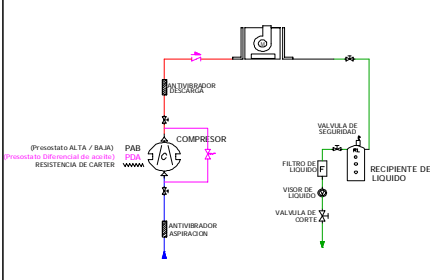 ANTIVIBRADOR
DESCARGA
COMPRESOR
(Presostato ALTA / BAJA) PAB
(Presostato Diferencial de aceite) PDA
RESISTENCIA DE CARTER
C
ANTIVIBRADOR
ASPIRACION
VALVULA DE
SEGURIDAD
RL
FILTRO DE
LIQUIDO
F
RECIPIENTE DE
LIQUIDO
VISOR DE
LIQUIDO
VALVULA DE
CORTE